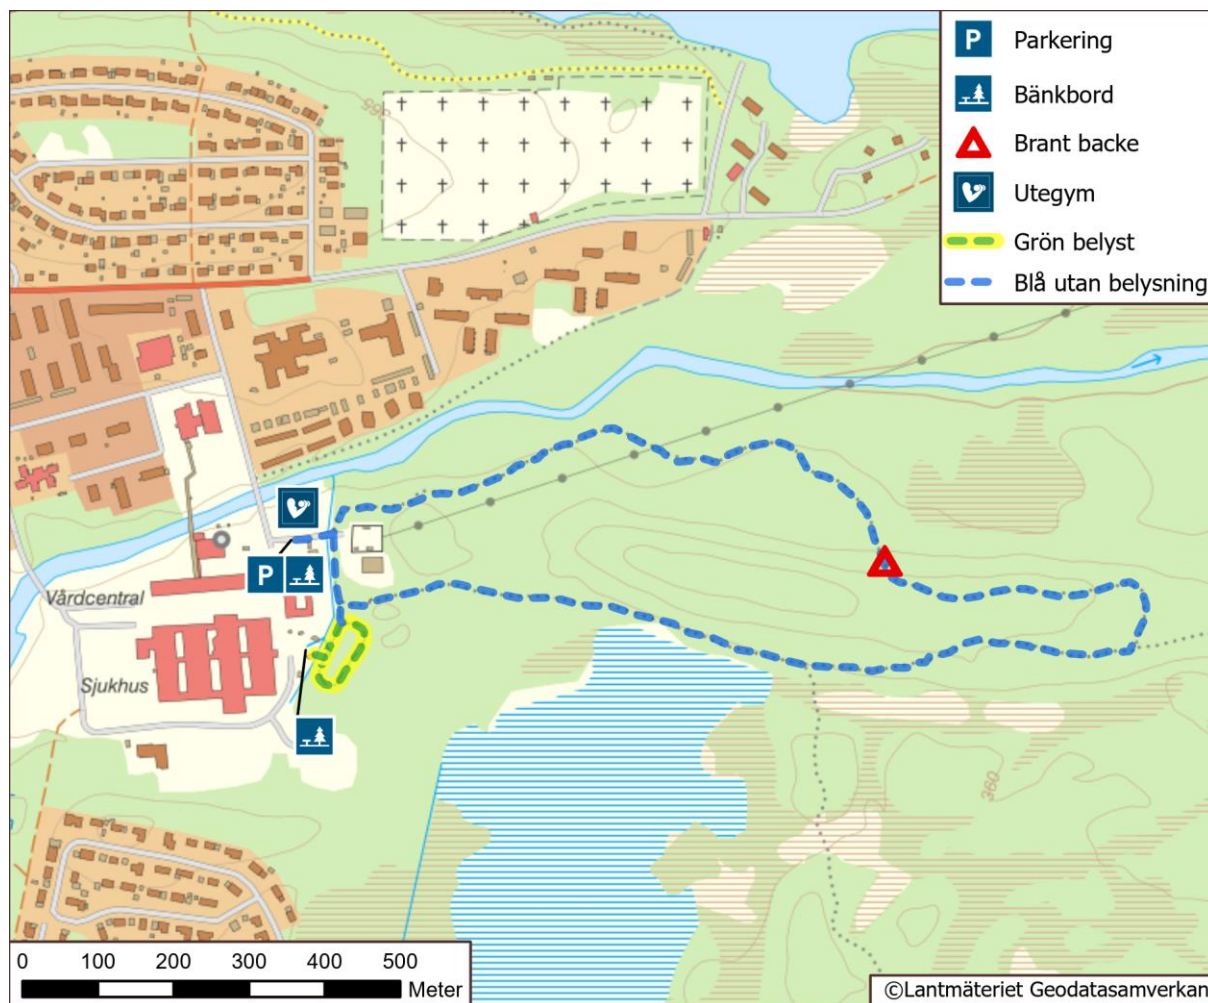 P Parkering
Bänkbord
Brant backe
Utegym
Grön belyst
Blå utan belysning
365
P
Vårdcentral
Sjukhus
360
0 100 200 300 400 500
Meter
©Lantmäteriet Geodatasamverkan